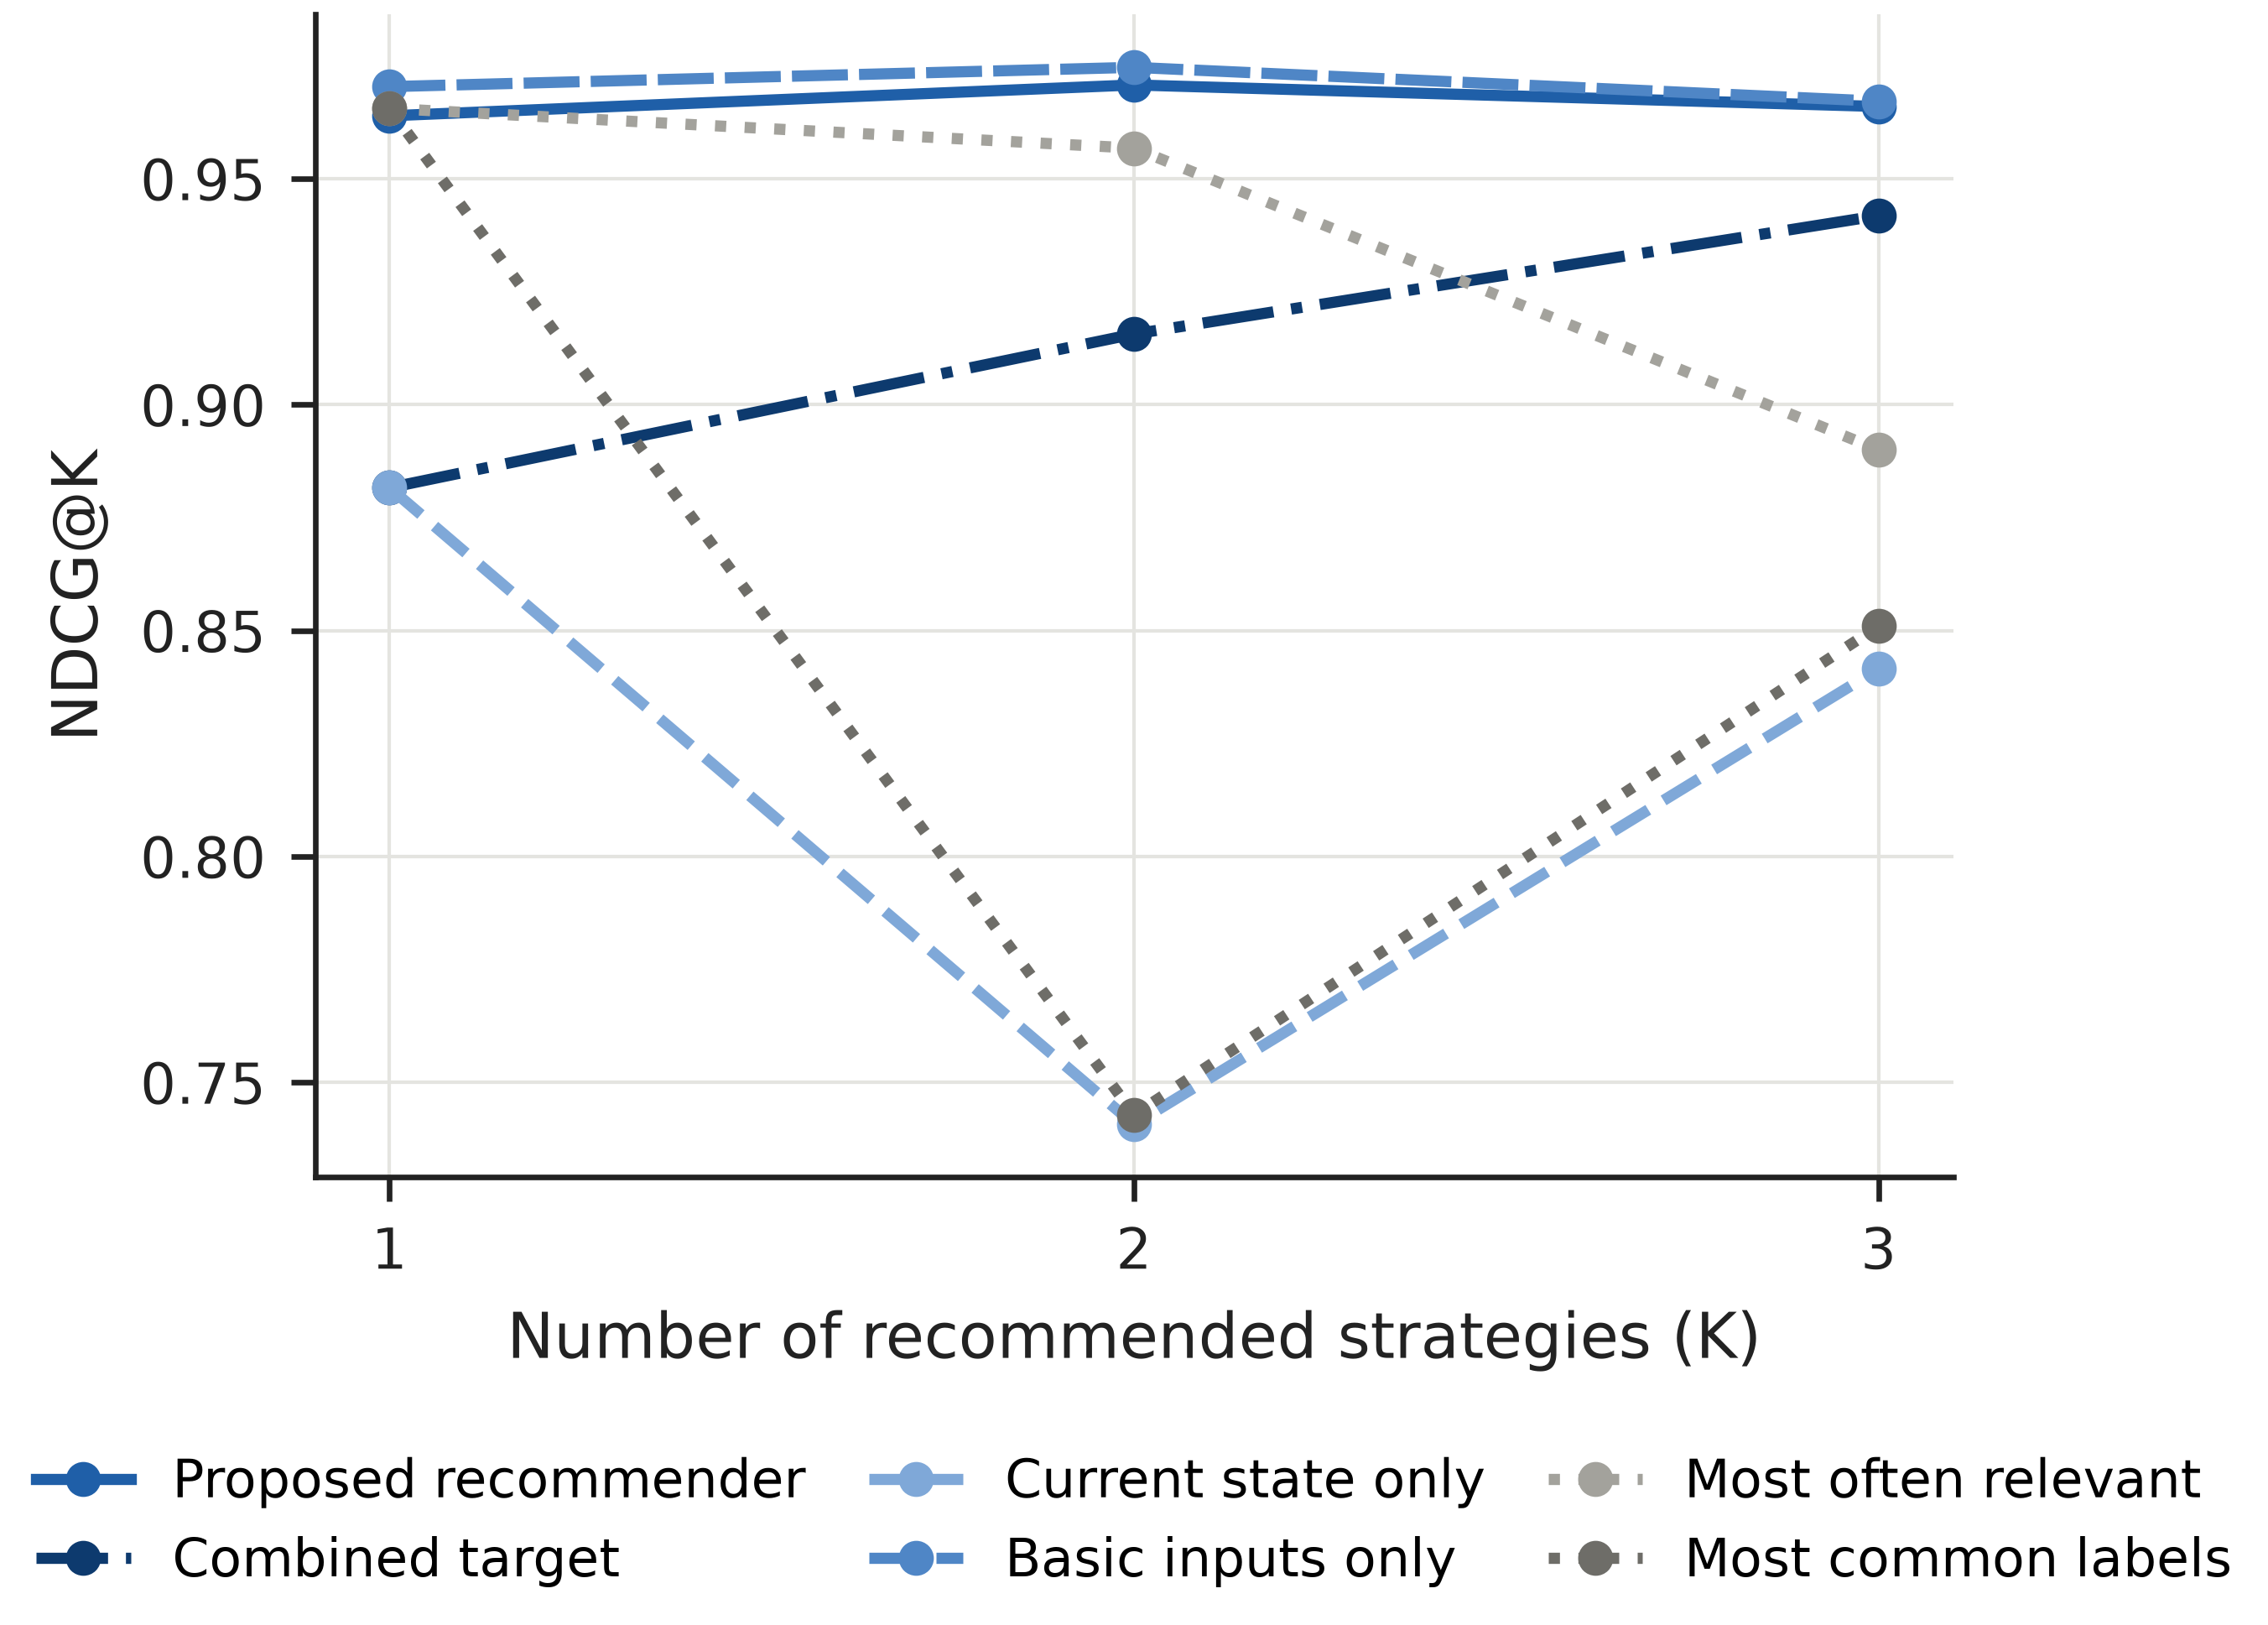 0.95
0.90
0.85
0.80
0.75
NDCG@K
1 2 3
Number of recommended strategies (K)
Proposed recommender Current state only Most often relevant
Combined target Basic inputs only Most common labels